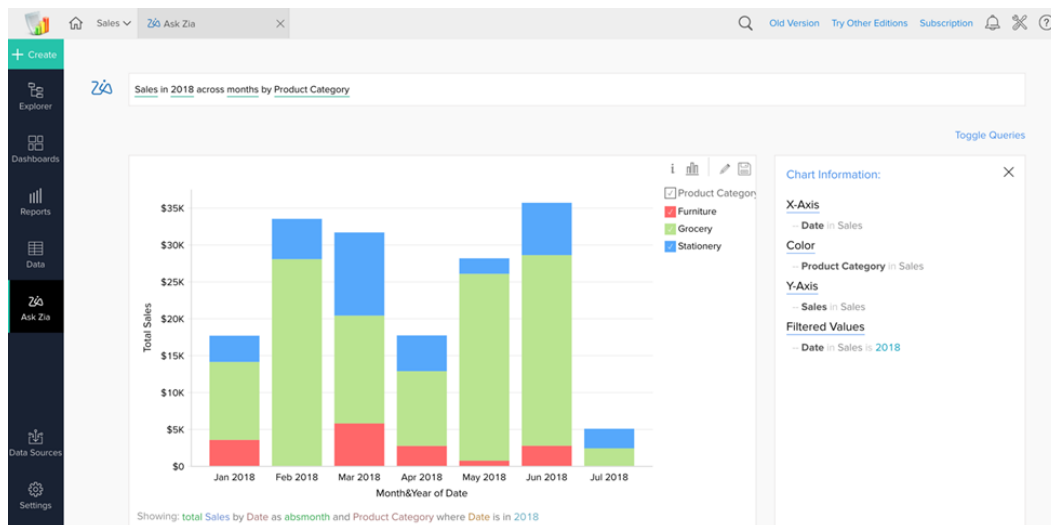 Sales
Zia Ask Zia
Old Version Try Other Editions Subscription
+ Create
Explorer
Dashboards
Reports
Data
Zia
Ask Zia
Data Sources
Settings
Zia
Sales in 2018 across months by Product Category
Toggle Queries
Product Category
Furniture
Grocery
Stationery
Total Sales
$35K
$30K
$25K
$20K
$15K
$10K
$5K
$0
Jan 2018 Feb 2018 Mar 2018 Apr 2018 May 2018 Jun 2018 Jul 2018
Month&Year of Date
Showing: total Sales by Date as absmonth and Product Category where Date is in 2018
Chart Information:
X-Axis
Date in Sales
Color
Product Category in Sales
Y-Axis
Sales in Sales
Filtered Values
Date in Sales is 2018